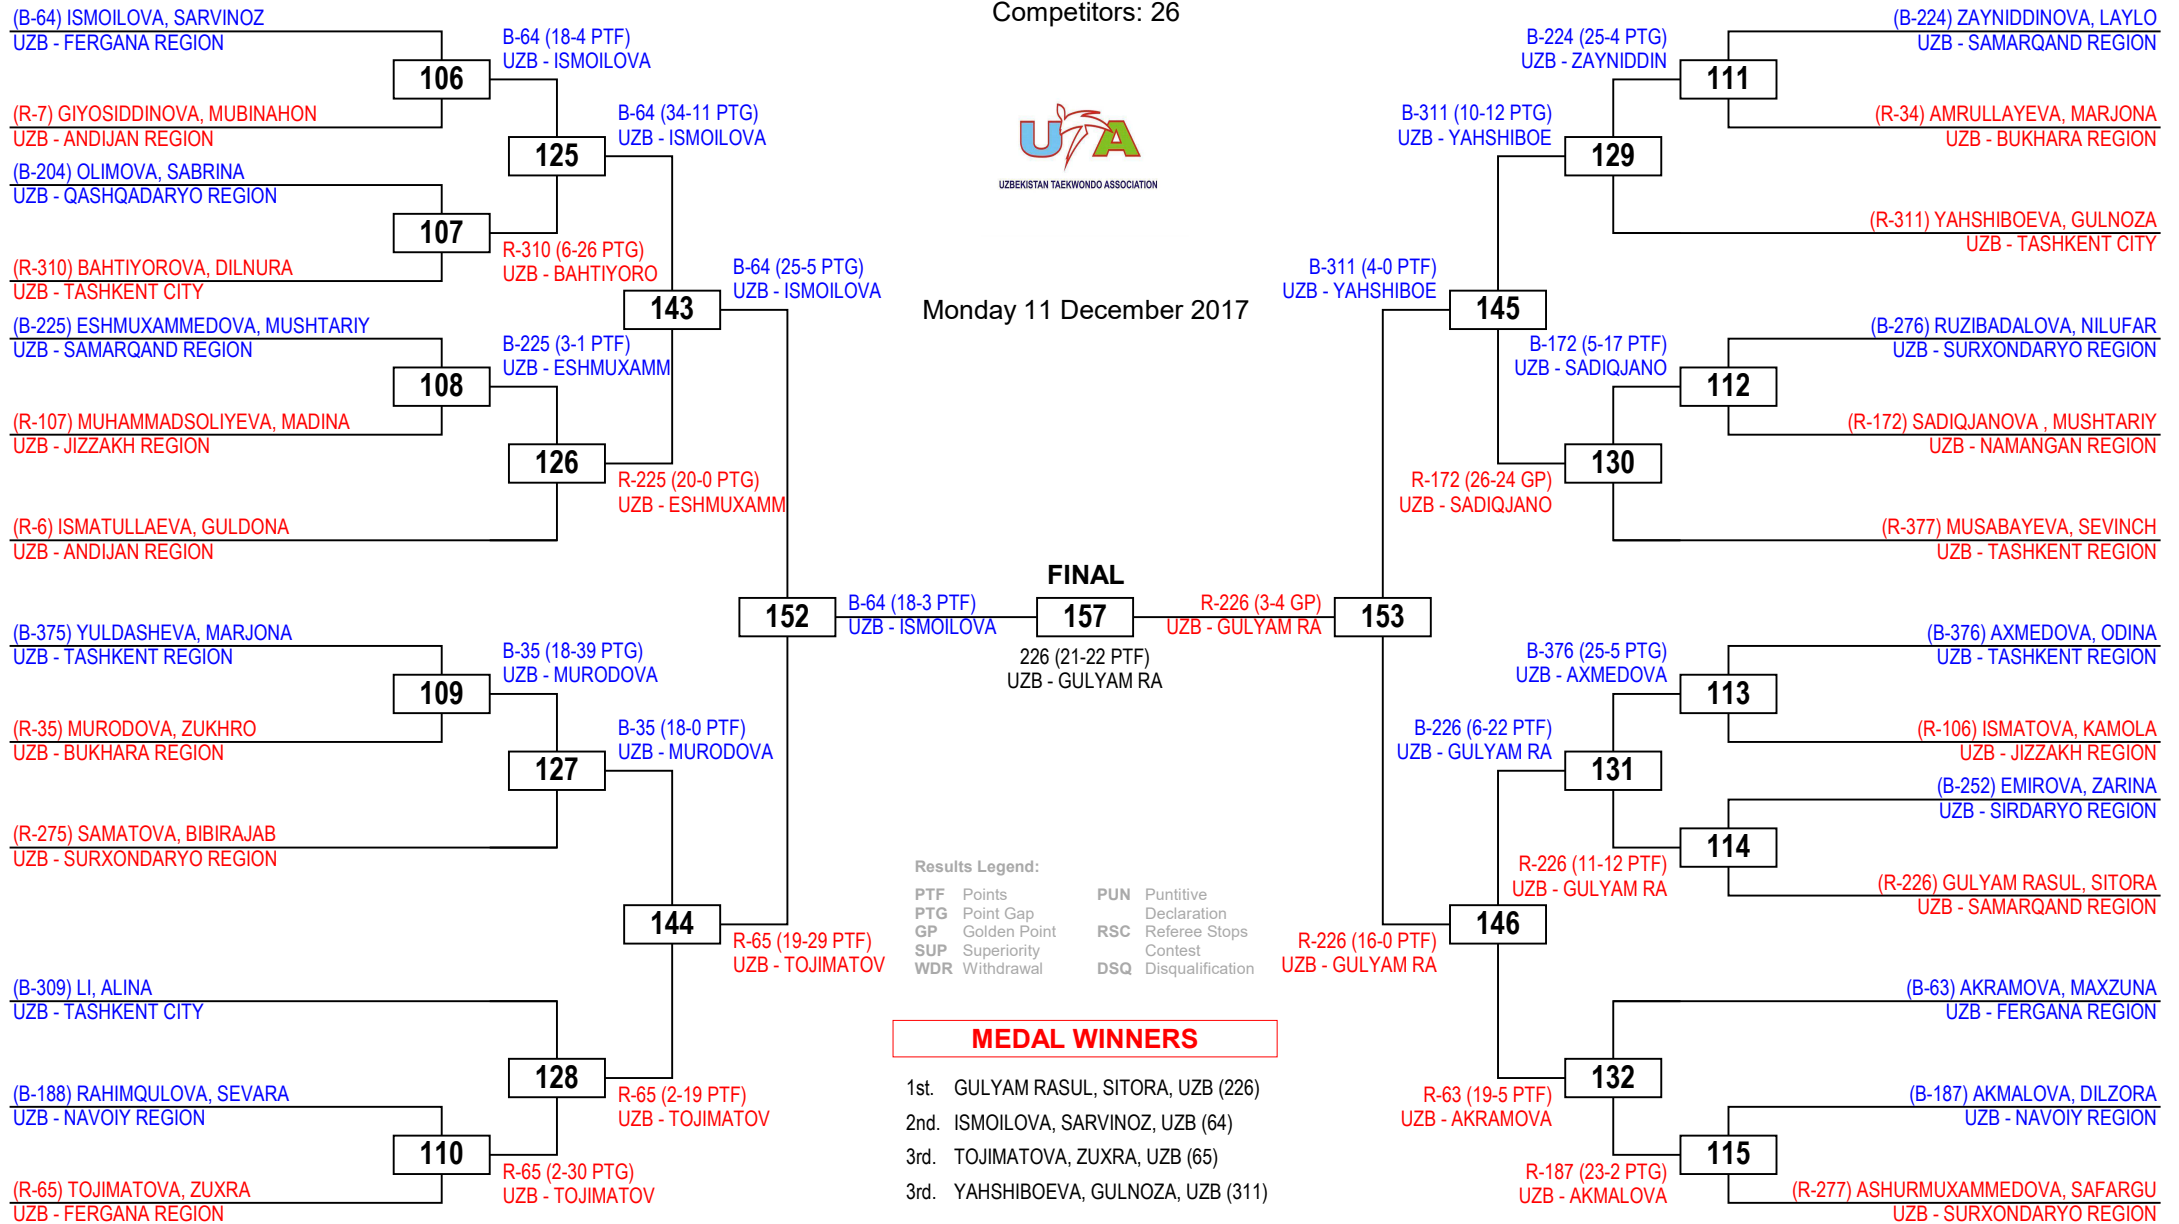 Competitors: 26
UTA
UZBEKISTAN TAEKWONDO ASSOCIATION
Monday 11 December 2017
(B-64) ISMOILOVA, SARVINOZ
UZB - FERGANA REGION
106
(R-7) GIYOSIDDINOVA, MUBINAHON
UZB - ANDIJAN REGION
(B-204) OLIMOVA, SABRINA
UZB - QASHQADARYO REGION
107
(R-310) BAHTIYOROVA, DILNURA
UZB - TASHKENT CITY
(B-225) ESHMUXAMMEDOVA, MUSHTARIY
UZB - SAMARQAND REGION
108
(R-107) MUHAMMADSOLIYEVA, MADINA
UZB - JIZZAKH REGION
(R-6) ISMATULLAEVA, GULDONA
UZB - ANDIJAN REGION
(B-375) YULDASHEVA, MARJONA
UZB - TASHKENT REGION
109
(R-35) MURODOVA, ZUKHRO
UZB - BUKHARA REGION
(R-275) SAMATOVA, BIBIRAJAB
UZB - SURXONDARYO REGION
(B-309) LI, ALINA
UZB - TASHKENT CITY
(B-188) RAHIMQULOVA, SEVARA
UZB - NAVOIY REGION
110
(R-65) TOJIMATOVA, ZUXRA
UZB - FERGANA REGION
B-64 (18-4 PTF)
UZB - ISMOILOVA
125
R-310 (6-26 PTG)
UZB - BAHTIYORO
B-225 (3-1 PTF)
UZB - ESHMUXAMM
126
B-35 (18-39 PTG)
UZB - MURODOVA
127
128
R-65 (2-30 PTG)
UZB - TOJIMATOV
B-64 (34-11 PTG)
UZB - ISMOILOVA
143
R-225 (20-0 PTG)
UZB - ESHMUXAMM
B-35 (18-0 PTF)
UZB - MURODOVA
144
R-65 (2-19 PTF)
UZB - TOJIMATOV
B-64 (25-5 PTG)
UZB - ISMOILOVA
152
R-65 (19-29 PTF)
UZB - TOJIMATOV
B-64 (18-3 PTF)
UZB - ISMOILOVA
FINAL
157
226 (21-22 PTF)
UZB - GULYAM RA
R-226 (3-4 GP)
UZB - GULYAM RA
153
B-311 (4-0 PTF)
UZB - YAHSHIBOE
145
R-226 (16-0 PTF)
UZB - GULYAM RA
146
B-311 (10-12 PTG)
UZB - YAHSHIBOE
129
R-172 (26-24 GP)
UZB - SADIQJANO
130
B-226 (6-22 PTF)
UZB - GULYAM RA
131
R-63 (19-5 PTF)
UZB - AKRAMOVA
132
B-224 (25-4 PTG)
UZB - ZAYNIDDIN
111
B-172 (5-17 PTF)
UZB - SADIQJANO
112
B-376 (25-5 PTG)
UZB - AXMEDOVA
113
R-226 (11-12 PTF)
UZB - GULYAM RA
114
R-187 (23-2 PTG)
UZB - AKMALOVA
115
(B-224) ZAYNIDDINOVA, LAYLO
UZB - SAMARQAND REGION
(R-34) AMRULLAYEVA, MARJONA
UZB - BUKHARA REGION
(R-311) YAHSHIBOEVA, GULNOZA
UZB - TASHKENT CITY
(B-276) RUZIBADALOVA, NILUFAR
UZB - SURXONDARYO REGION
(R-172) SADIQJANOVA , MUSHTARIY
UZB - NAMANGAN REGION
(R-377) MUSABAYEVA, SEVINCH
UZB - TASHKENT REGION
(B-376) AXMEDOVA, ODINA
UZB - TASHKENT REGION
(R-106) ISMATOVA, KAMOLA
UZB - JIZZAKH REGION
(B-252) EMIROVA, ZARINA
UZB - SIRDARYO REGION
(R-226) GULYAM RASUL, SITORA
UZB - SAMARQAND REGION
(B-63) AKRAMOVA, MAXZUNA
UZB - FERGANA REGION
(B-187) AKMALOVA, DILZORA
UZB - NAVOIY REGION
(R-277) ASHURMUXAMMEDOVA, SAFARGU
UZB - SURXONDARYO REGION
Results Legend:
PTF Points
PTG Point Gap
GP Golden Point
SUP Superiority
WDR Withdrawal
PUN Puntitive
Declaration
RSC Referee Stops
Contest
DSQ Disqualification
MEDAL WINNERS
1st. GULYAM RASUL, SITORA, UZB (226)
2nd. ISMOILOVA, SARVINOZ, UZB (64)
3rd. TOJIMATOVA, ZUXRA, UZB (65)
3rd. YAHSHIBOEVA, GULNOZA, UZB (311)